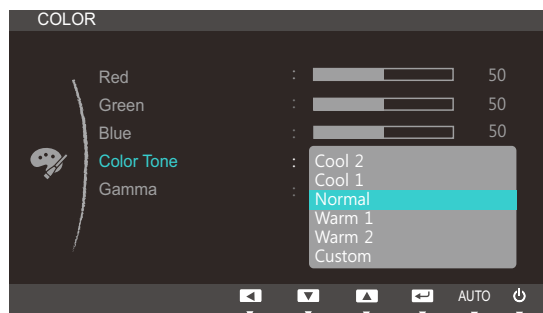 COLOR
Red : 50
Green : 50
Blue : 50
Color Tone : Cool 2
Cool 1
Gamma :
Normal
Warm 1
Warm 2
Custom
AUTO